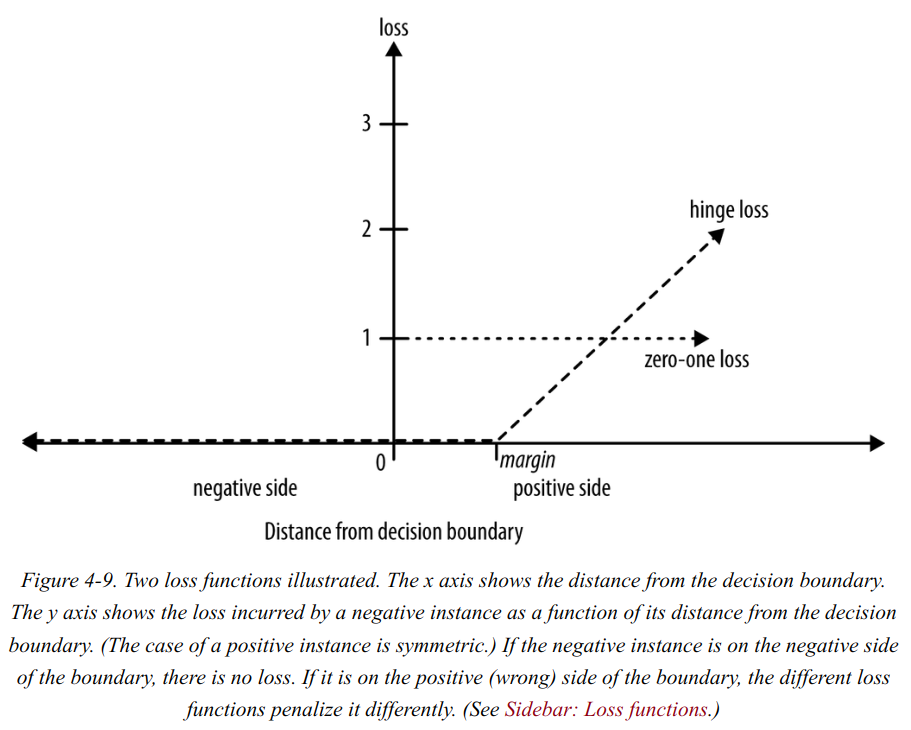 loss
3
2
hinge loss
1
zero-one loss
0
margin
negative side
positive side
Distance from decision boundary
Figure 4-9. Two loss functions illustrated. The x axis shows the distance from the decision boundary.
The y axis shows the loss incurred by a negative instance as a function of its distance from the decision
boundary. (The case of a positive instance is symmetric.) If the negative instance is on the negative side
of the boundary, there is no loss. If it is on the positive (wrong) side of the boundary, the different loss
functions penalize it differently. (See Sidebar: Loss functions.)